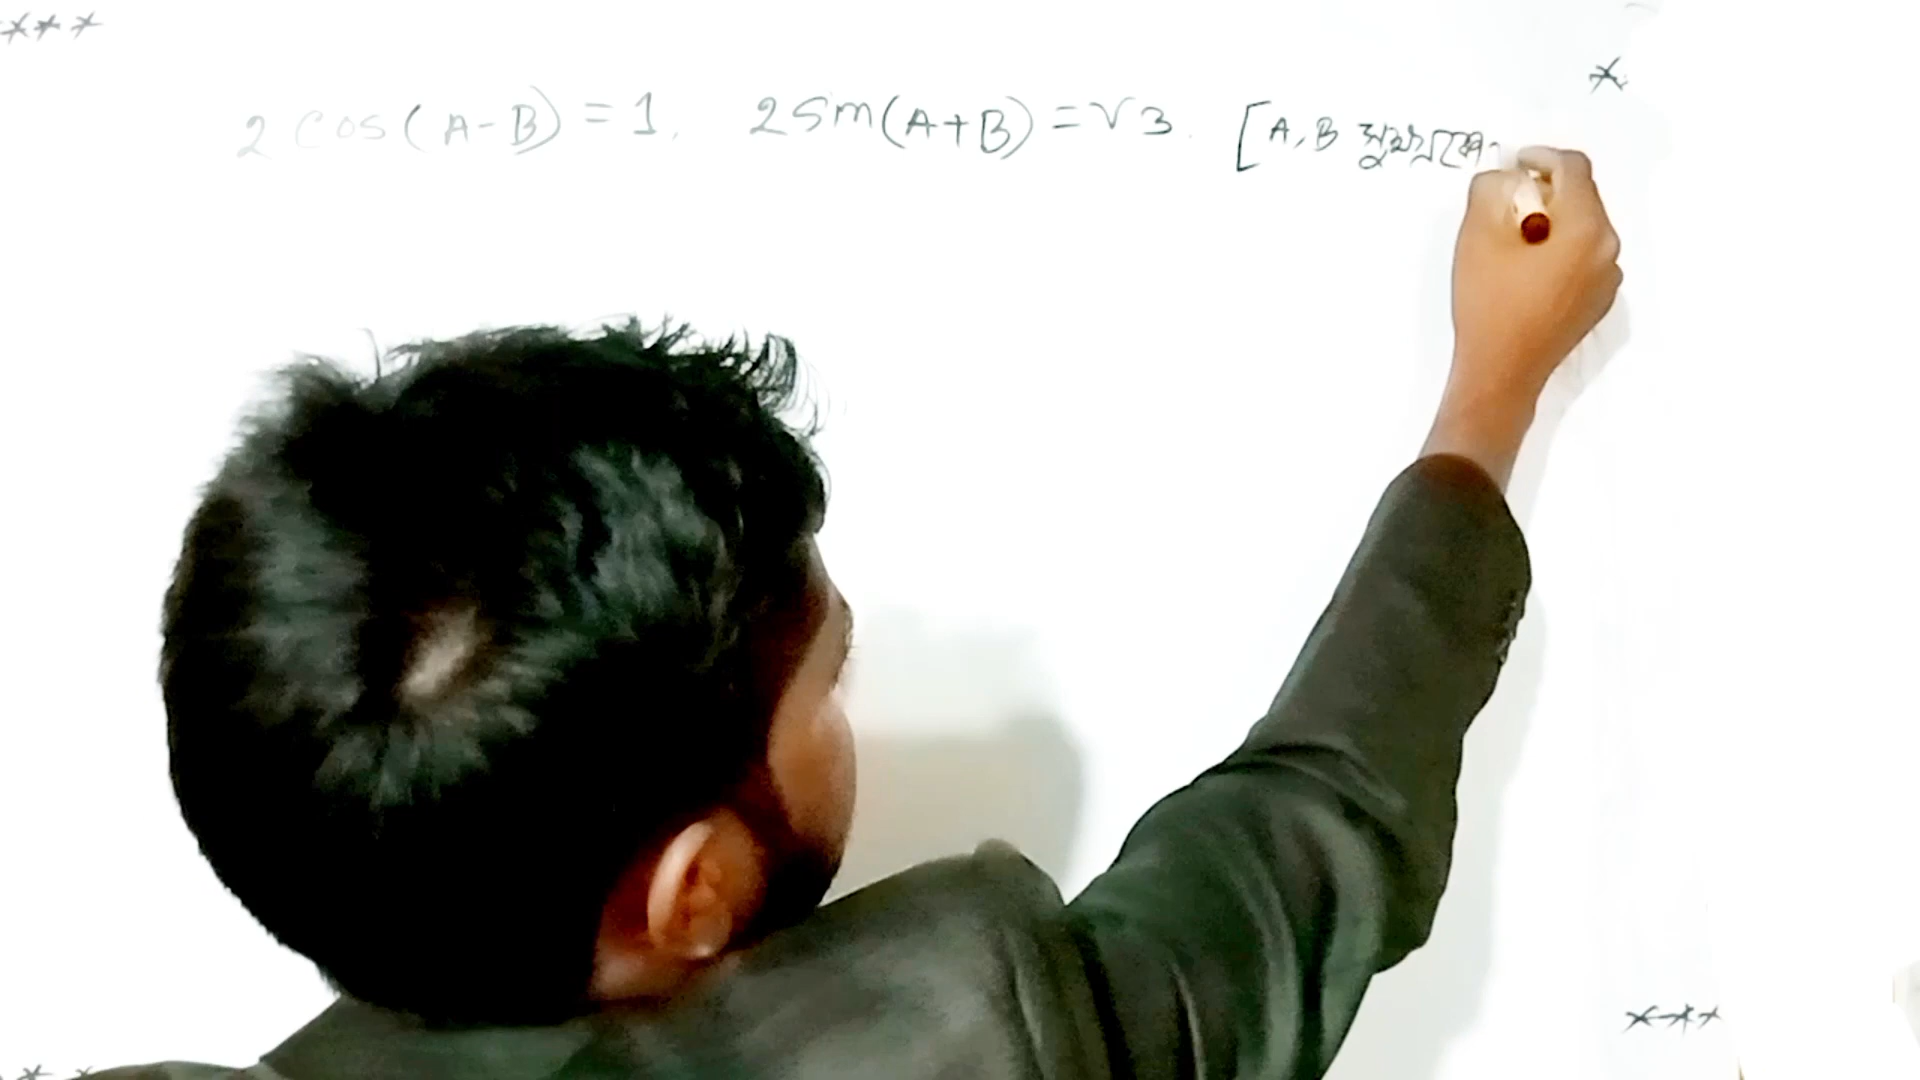 2 cos(A-B) = 1, 2 sin(A+B) = √3. [A, B সূক্ষ্মকোণ